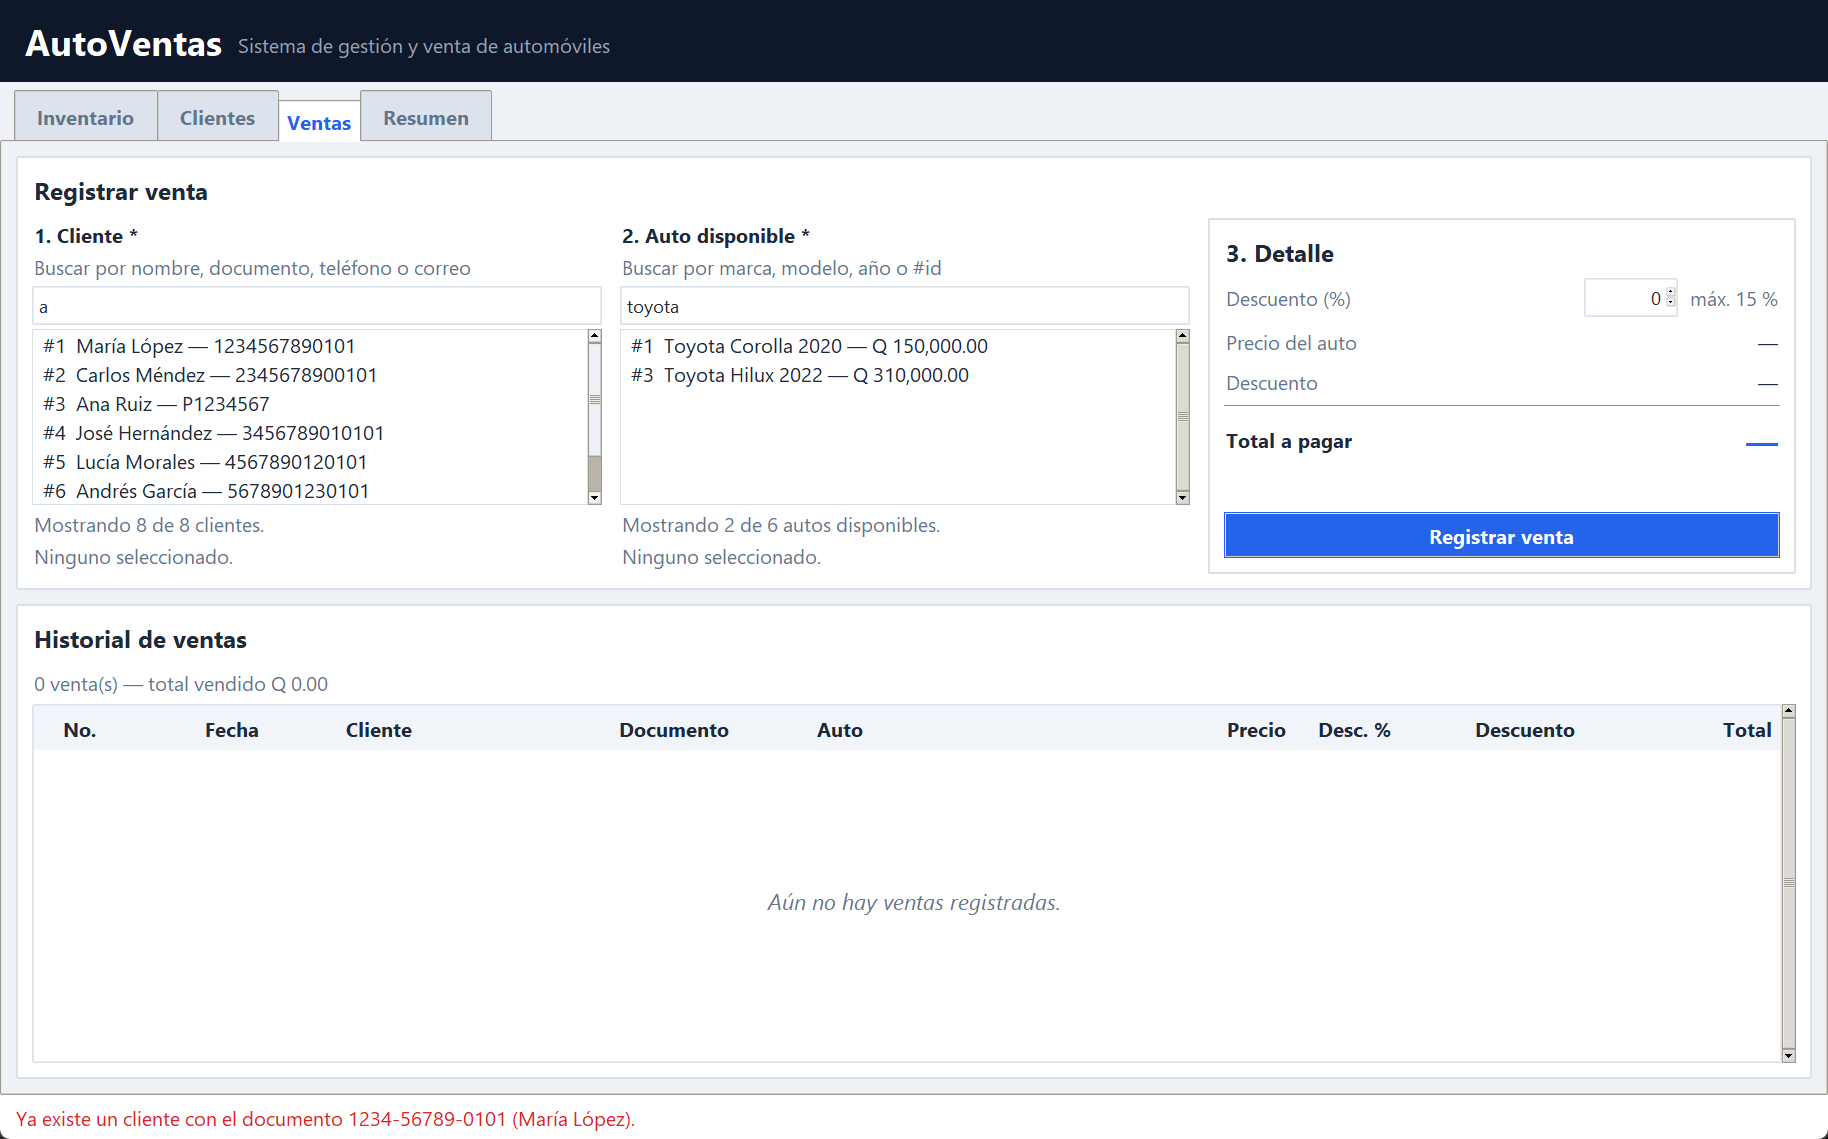 AutoVentas Sistema de gestión y venta de automóviles
Inventario Clientes Ventas Resumen
Registrar venta
1. Cliente *
Buscar por nombre, documento, teléfono o correo
a
#1 María López — 1234567890101
#2 Carlos Méndez — 2345678900101
#3 Ana Ruiz — P1234567
#4 José Hernández — 3456789010101
#5 Lucía Morales — 4567890120101
#6 Andrés García — 5678901230101
Mostrando 8 de 8 clientes.
Ninguno seleccionado.
2. Auto disponible *
Buscar por marca, modelo, año o #id
toyota
#1 Toyota Corolla 2020 — Q 150,000.00
#3 Toyota Hilux 2022 — Q 310,000.00
Mostrando 2 de 6 autos disponibles.
Ninguno seleccionado.
3. Detalle
Descuento (%) 0 máx. 15 %
Precio del auto —
Descuento —
Total a pagar —
Registrar venta
Historial de ventas
0 venta(s) — total vendido Q 0.00
No. Fecha Cliente Documento Auto Precio Desc. % Descuento Total
Aún no hay ventas registradas.
Ya existe un cliente con el documento 1234-56789-0101 (María López).